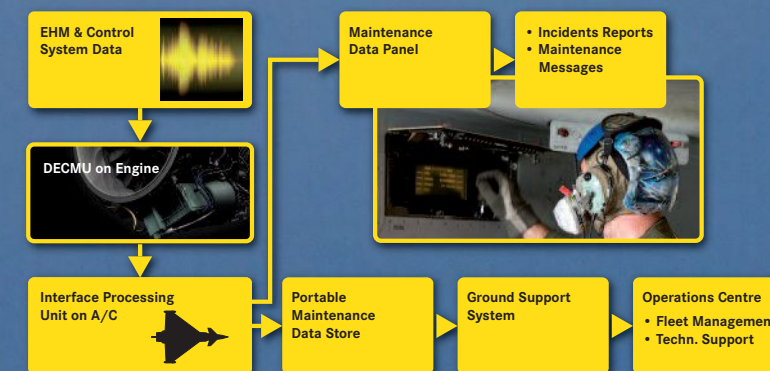 EHM & Control
System Data
Maintenance
Data Panel
• Incidents Reports
• Maintenance
Messages
DECMU on Engine
Interface Processing
Unit on A/C
Portable
Maintenance
Data Store
Ground Support
System
Operations Centre
• Fleet Managemen
• Techn. Support